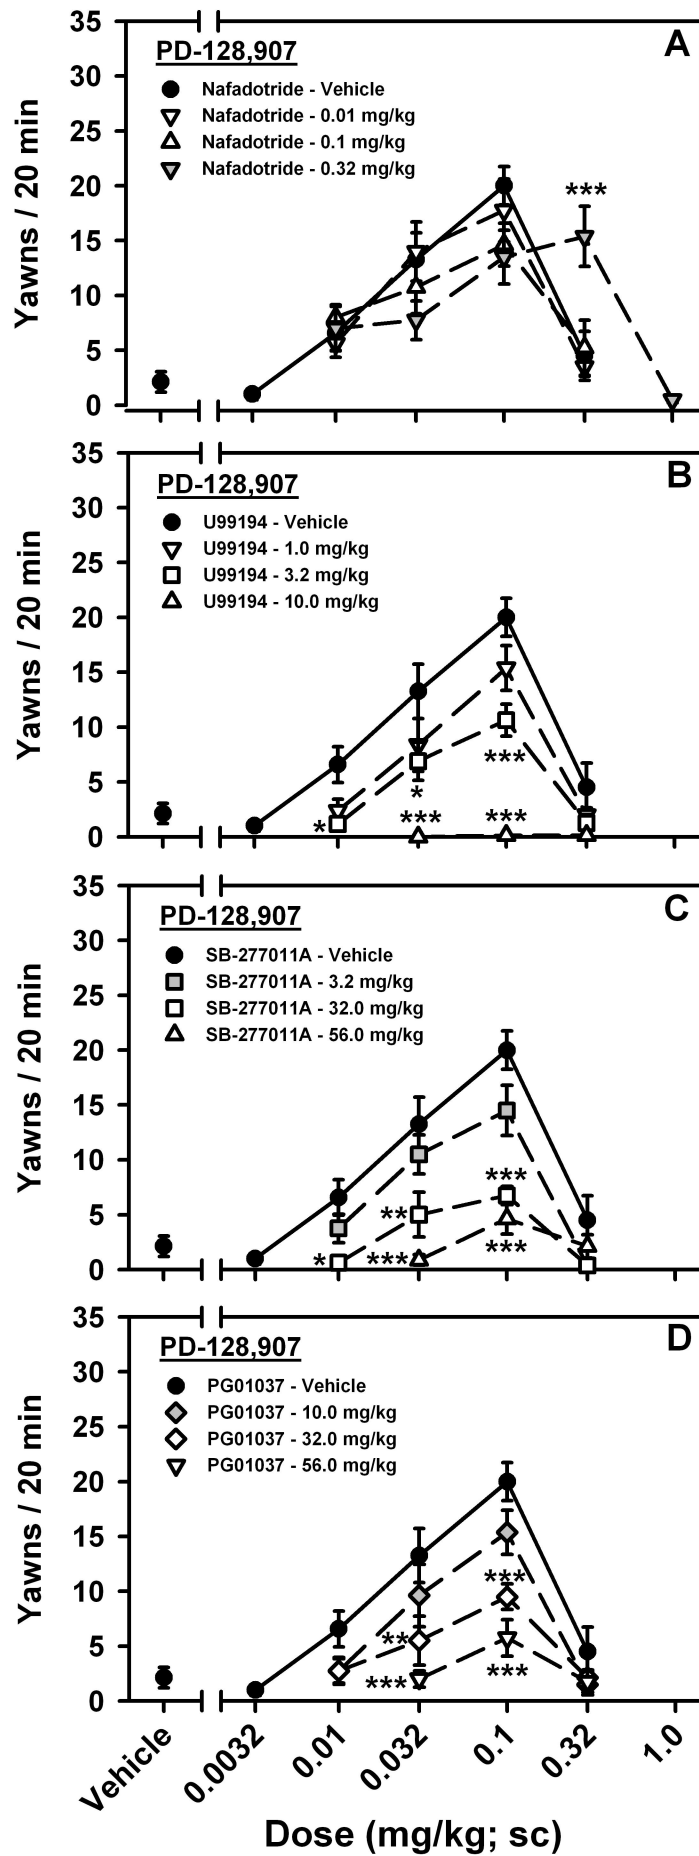 A
PD-128,907
Nafadotride - Vehicle
Nafadotride - 0.01 mg/kg
Nafadotride - 0.1 mg/kg
Nafadotride - 0.32 mg/kg
Yawns / 20 min
35
30
25
20
15
10
5
0
***
B
PD-128,907
U99194 - Vehicle
U99194 - 1.0 mg/kg
U99194 - 3.2 mg/kg
U99194 - 10.0 mg/kg
Yawns / 20 min
35
30
25
20
15
10
5
0
***
*
*** ***
*
C
PD-128,907
SB-277011A - Vehicle
SB-277011A - 3.2 mg/kg
SB-277011A - 32.0 mg/kg
SB-277011A - 56.0 mg/kg
Yawns / 20 min
35
30
25
20
15
10
5
0
***
**
***
* ***
D
PD-128,907
PG01037 - Vehicle
PG01037 - 10.0 mg/kg
PG01037 - 32.0 mg/kg
PG01037 - 56.0 mg/kg
Yawns / 20 min
35
30
25
20
15
10
5
0
***
**
***
***
Vehicle 0.0032 0.01 0.032 0.1 0.32 1.0
Dose (mg/kg; sc)